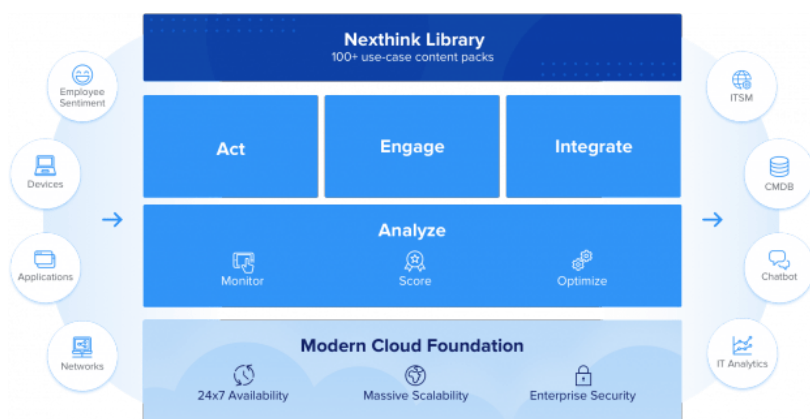 Nexthink Library
100+ use-case content packs
Employee
Sentiment
Devices
Applications
Networks
Act
Engage
Integrate
Analyze
Monitor
Score
Optimize
Modern Cloud Foundation
24x7 Availability
Massive Scalability
Enterprise Security
ITSM
CMDB
Chatbot
IT Analytics